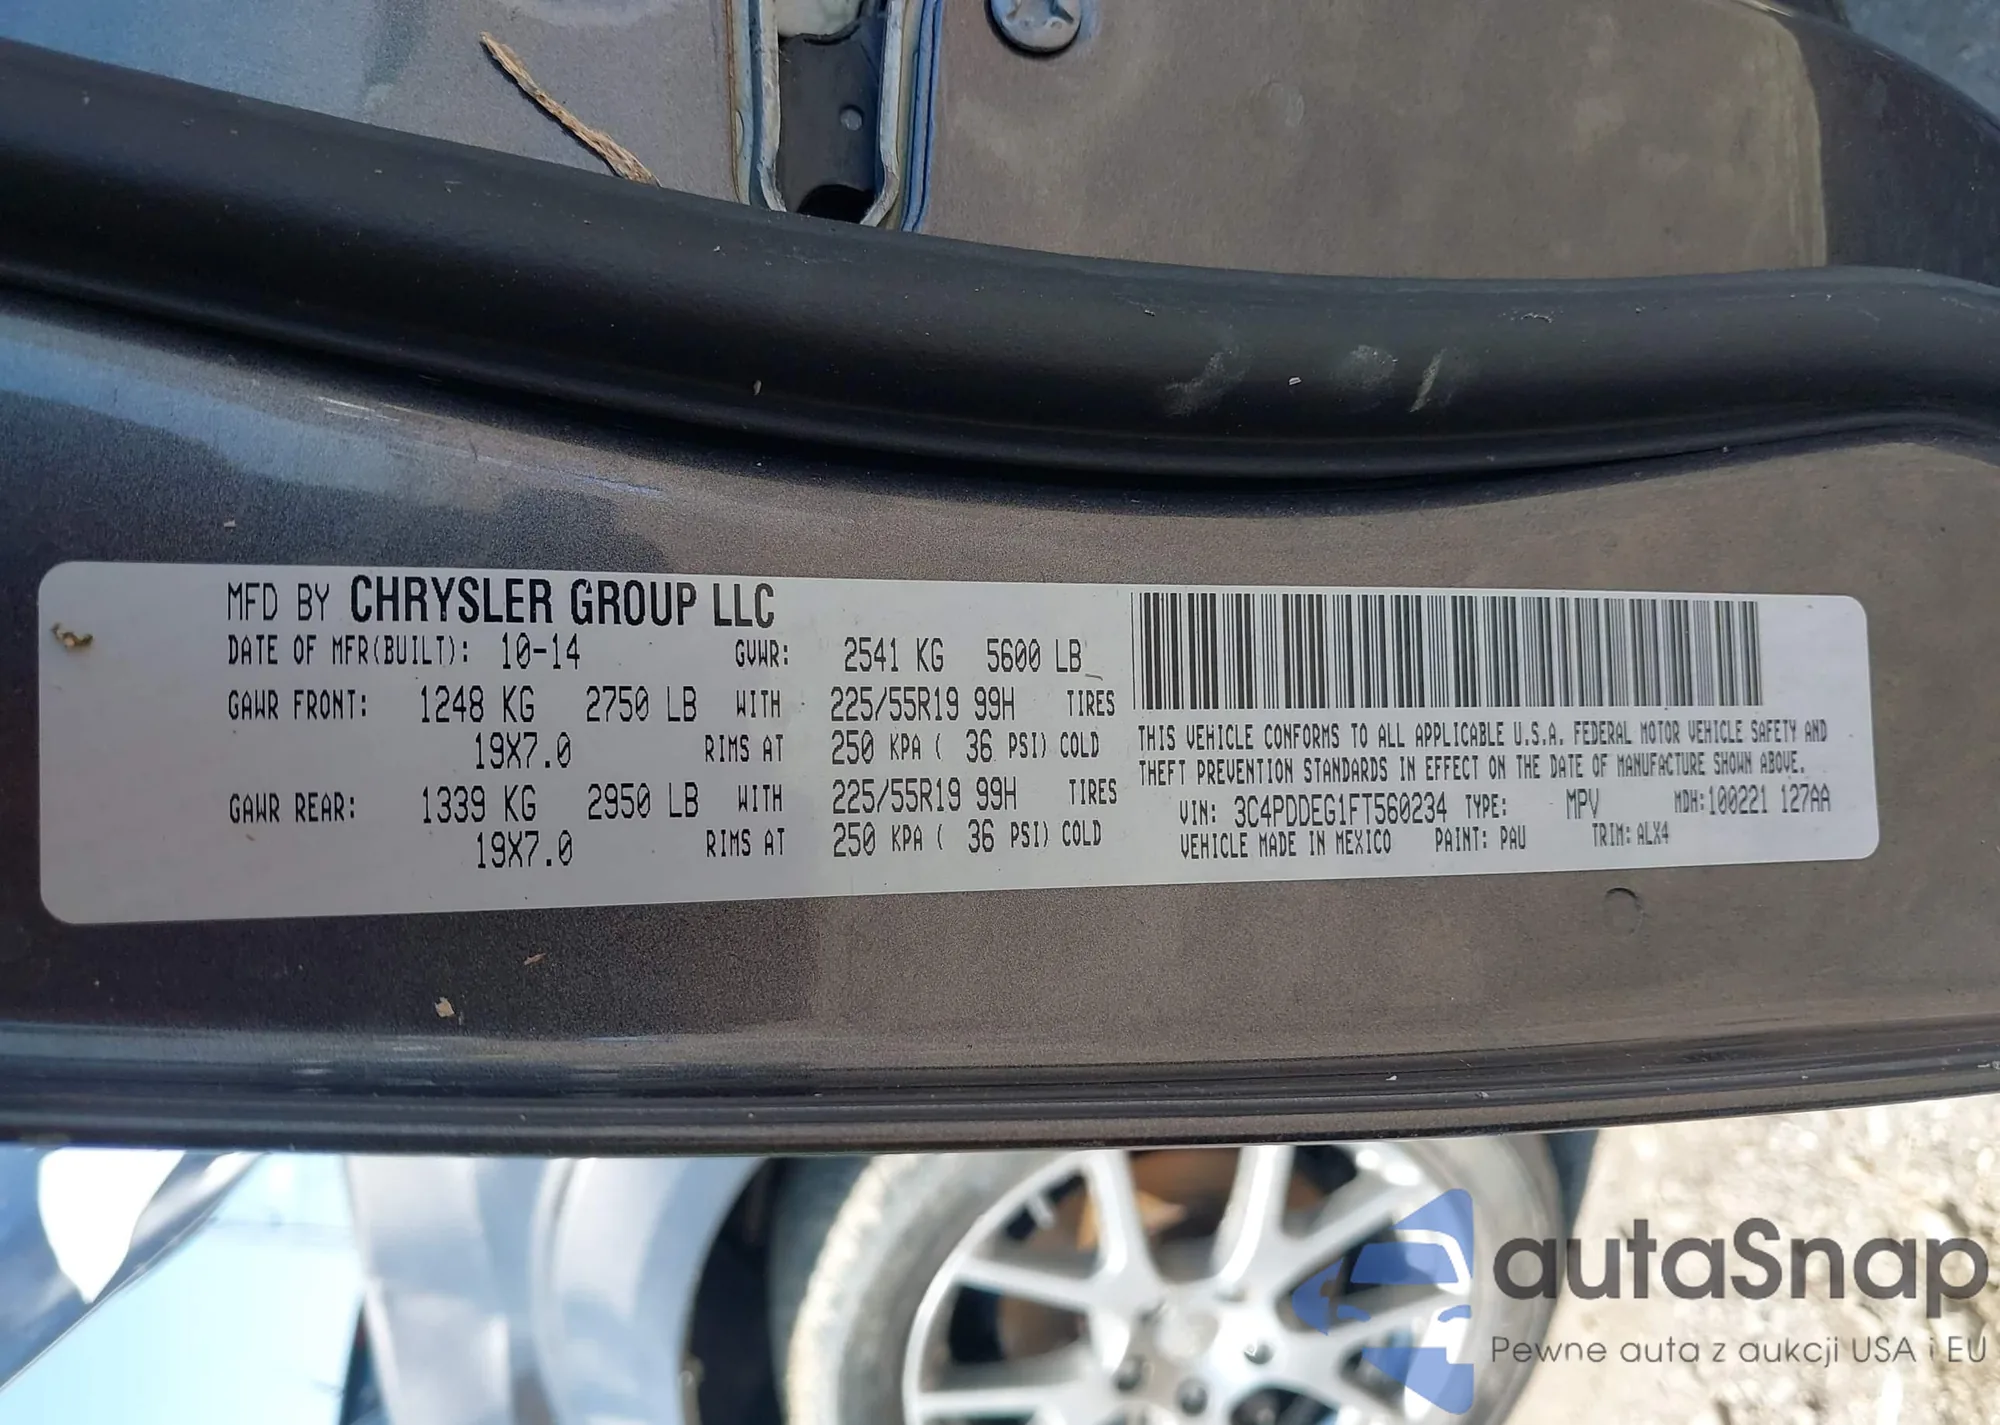 MFD BY CHRYSLER GROUP LLC
DATE OF MFR(BUILT): 10-14 GVWR: 2541 KG 5600 LB
GAWR FRONT: 1248 KG 2750 LB WITH 225/55R19 99H TIRES
19X7.0 RIMS AT 250 KPA ( 36 PSI) COLD
GAWR REAR: 1339 KG 2950 LB WITH 225/55R19 99H TIRES
19X7.0 RIMS AT 250 KPA ( 36 PSI) COLD
THIS VEHICLE CONFORMS TO ALL APPLICABLE U.S.A. FEDERAL MOTOR VEHICLE SAFETY AND
THEFT PREVENTION STANDARDS IN EFFECT ON THE DATE OF MANUFACTURE SHOWN ABOVE.
VIN: 3C4PDDEG1FT560234 TYPE: MPV MDH:100221 127AA
VEHICLE MADE IN MEXICO PAINT: PAU TRIM: ALX4
autaSnap
Pewne auta z aukcji USA i EU